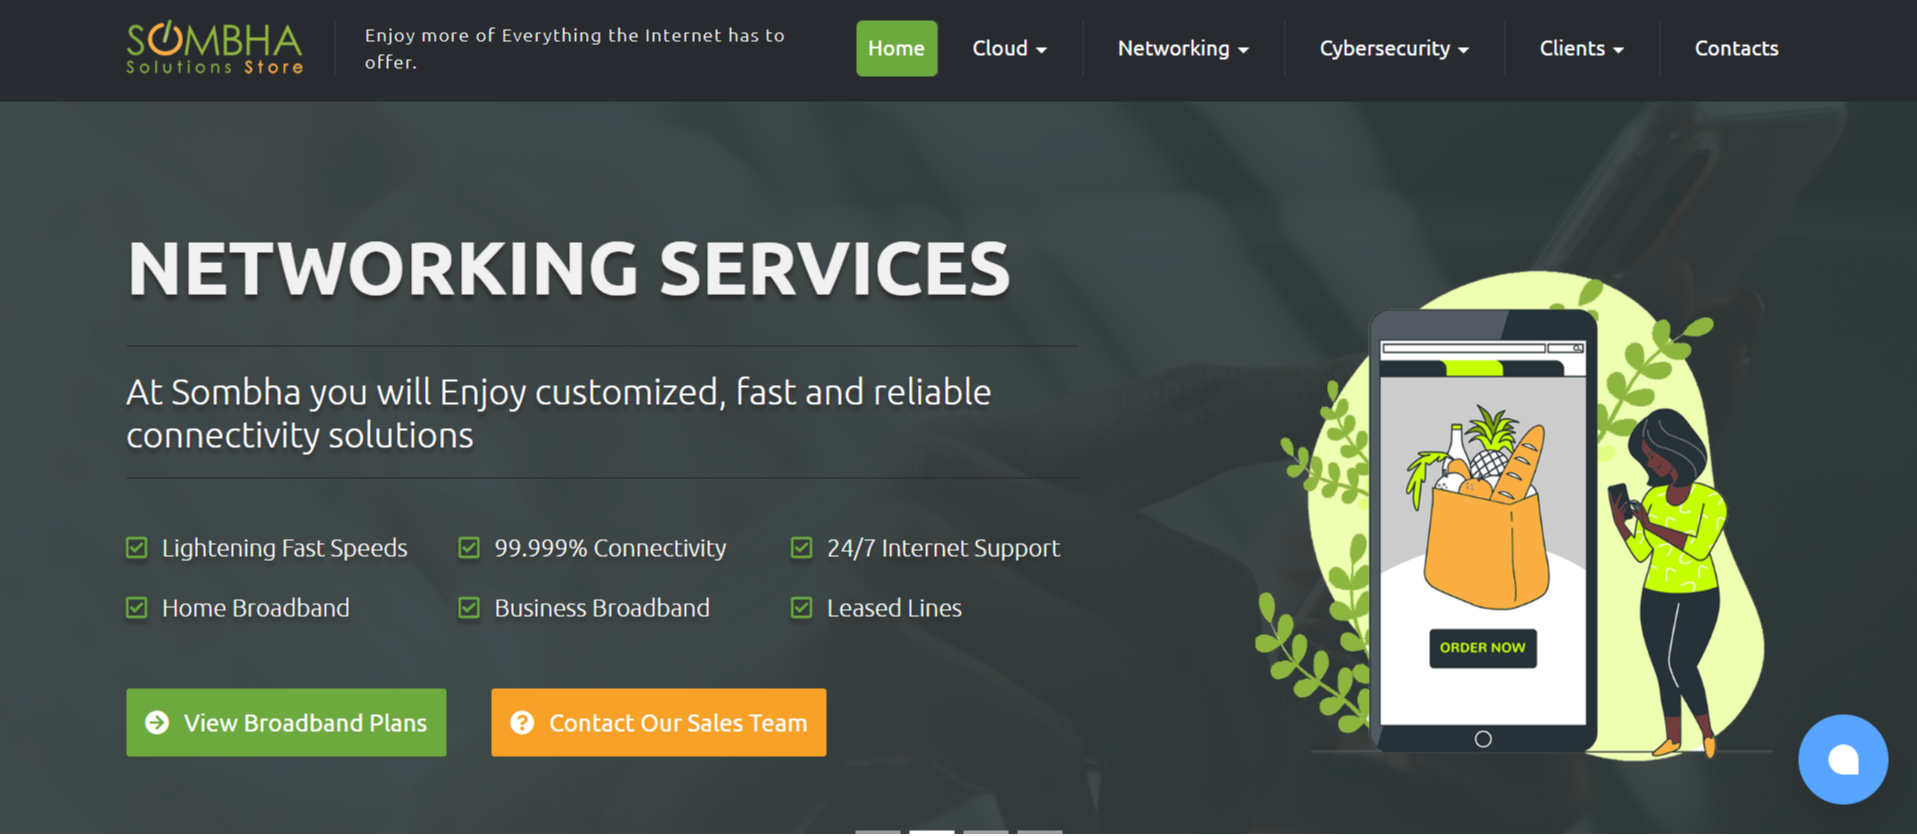 SOMBHA
Solutions Store
Enjoy more of Everything the Internet has to
offer.
Home
Cloud
Networking
Cybersecurity
Clients
Contacts
NETWORKING SERVICES
At Sombha you will Enjoy customized, fast and reliable
connectivity solutions
Lightening Fast Speeds
99.999% Connectivity
24/7 Internet Support
Home Broadband
Business Broadband
Leased Lines
View Broadband Plans
Contact Our Sales Team
ORDER NOW